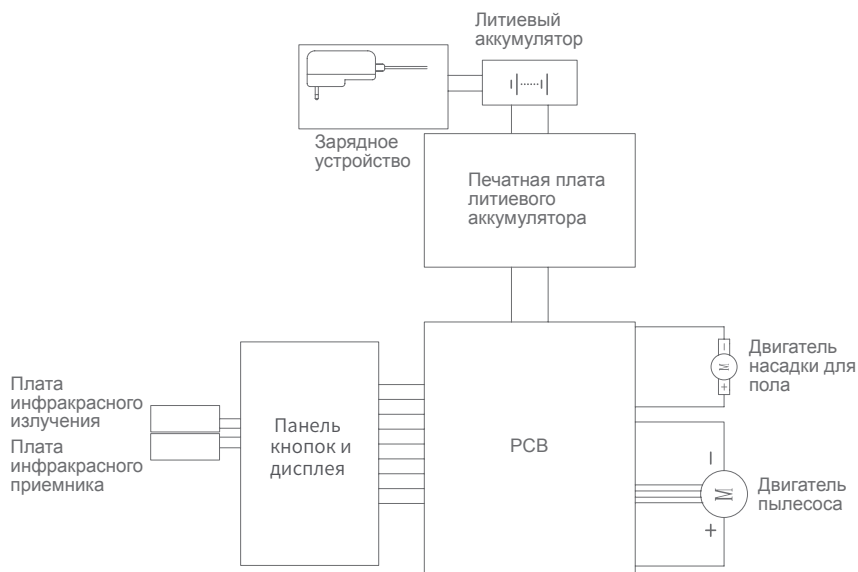 Литиевый
аккумулятор
Зарядное
устройство
Печатная плата
литиевого
аккумулятора
Двигатель
насадки для
пола
M
Плата
инфракрасного
излучения
Плата
инфракрасного
приемника
Панель
кнопок и
дисплея
PCB
−
M
+
Двигатель
пылесоса